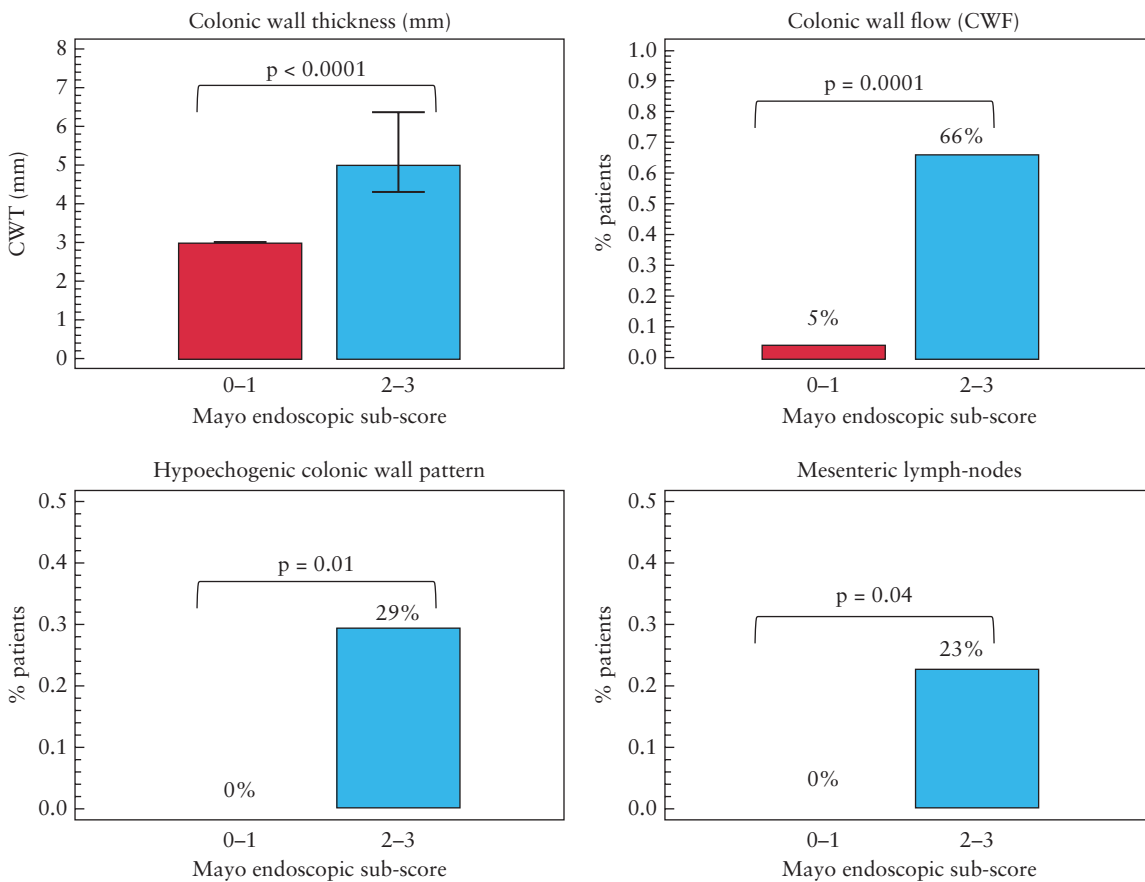 Colonic wall thickness (mm)
8
7
6
5
4
3
2
1
0
CWT (mm)
p < 0.0001
0–1
2–3
Mayo endoscopic sub-score
Colonic wall flow (CWF)
1.0
0.9
0.8
0.7
0.6
0.5
0.4
0.3
0.2
0.1
0.0
% patients
p = 0.0001
66%
5%
0–1
2–3
Mayo endoscopic sub-score
Hypoechogenic colonic wall pattern
0.5
0.4
0.3
0.2
0.1
0.0
% patients
p = 0.01
29%
0%
0–1
2–3
Mayo endoscopic sub-score
Mesenteric lymph-nodes
0.5
0.4
0.3
0.2
0.1
0.0
% patients
p = 0.04
23%
0%
0–1
2–3
Mayo endoscopic sub-score